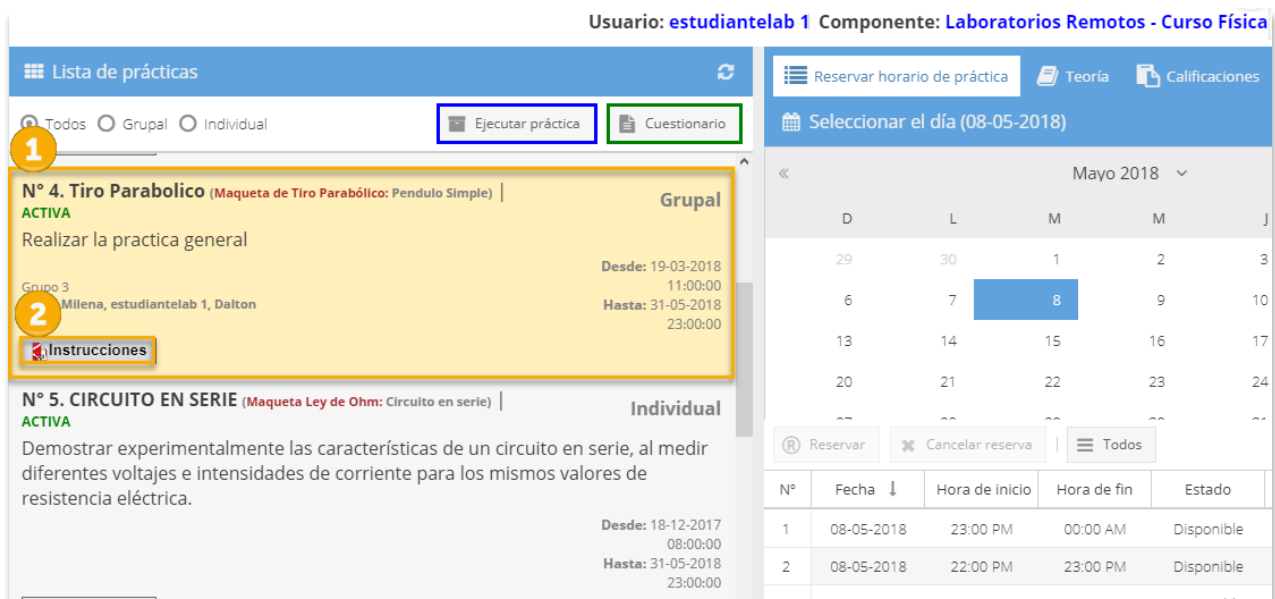 Usuario: estudiantelab 1 Componente: Laboratorios Remotos - Curso Física
Lista de prácticas
Todos Grupal Individual
Ejecutar práctica
Cuestionario
1
N° 4. Tiro Parabolico (Maqueta de Tiro Parabólico: Pendulo Simple) |
ACTIVA
Grupal
Realizar la practica general
Desde: 19-03-2018
11:00:00
Hasta: 31-05-2018
23:00:00
Grupo 3
Milena, estudiantelab 1, Dalton
2
Instrucciones
N° 5. CIRCUITO EN SERIE (Maqueta Ley de Ohm: Circuito en serie) |
ACTIVA
Individual
Demostrar experimentalmente las características de un circuito en serie, al medir
diferentes voltajes e intensidades de corriente para los mismos valores de
resistencia eléctrica.
Desde: 18-12-2017
08:00:00
Hasta: 31-05-2018
23:00:00
Reservar horario de práctica
Teoría
Calificaciones
Seleccionar el día (08-05-2018)
« Mayo 2018
D L M M J
29 30 1 2 3
6 7 8 9 10
13 14 15 16 17
20 21 22 23 24
® Reservar
Cancelar reserva
Todos
N° Fecha ↓ Hora de inicio Hora de fin Estado
1 08-05-2018 23:00 PM 00:00 AM Disponible
2 08-05-2018 22:00 PM 23:00 PM Disponible